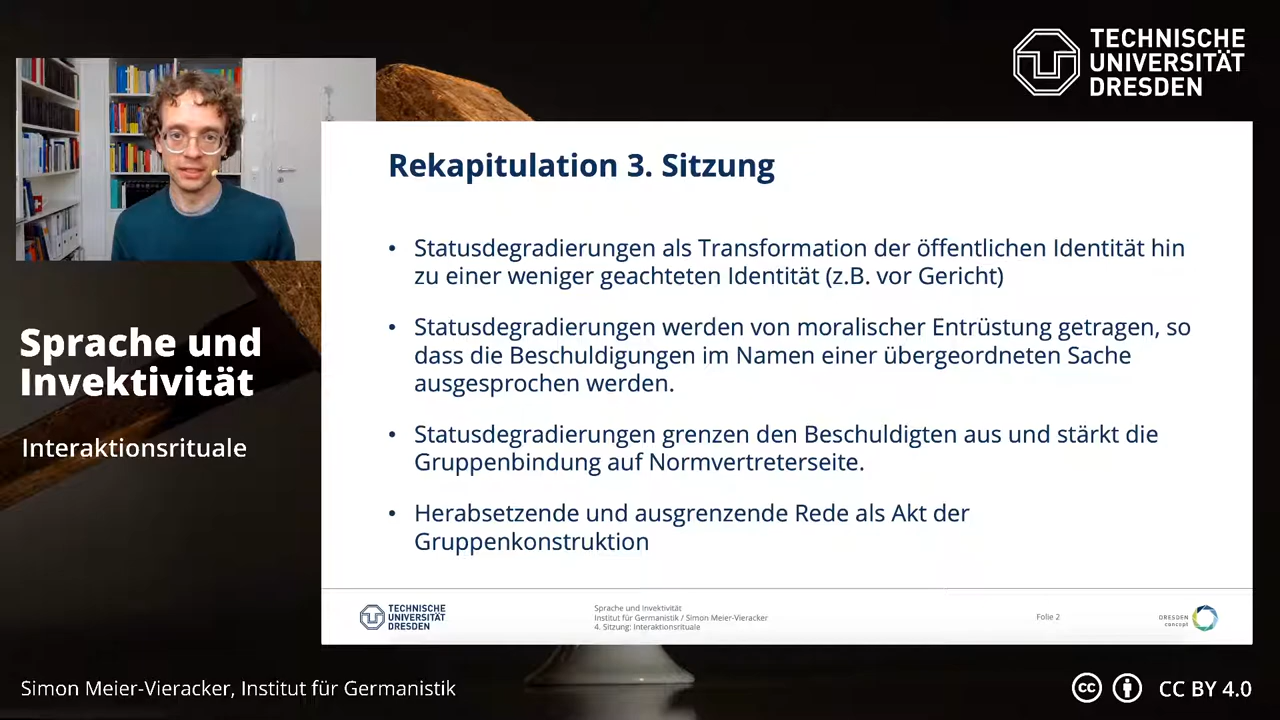 TECHNISCHE
UNIVERSITÄT
DRESDEN
Rekapitulation 3. Sitzung
• Statusdegradierungen als Transformation der öffentlichen Identität hin
zu einer weniger geachteten Identität (z.B. vor Gericht)
• Statusdegradierungen werden von moralischer Entrüstung getragen, so
dass die Beschuldigungen im Namen einer übergeordneten Sache
ausgesprochen werden.
• Statusdegradierungen grenzen den Beschuldigten aus und stärkt die
Gruppenbindung auf Normvertreterseite.
• Herabsetzende und ausgrenzende Rede als Akt der
Gruppenkonstruktion
Sprache und
Invektivität
Interaktionsrituale
TECHNISCHE
UNIVERSITÄT
DRESDEN
Sprache und Invektivität
Institut für Germanistik / Simon Meier-Vieracker
4. Sitzung: Interaktionsrituale
Folie 2
DRESDEN
concept
Simon Meier-Vieracker, Institut für Germanistik
cc
CC BY 4.0